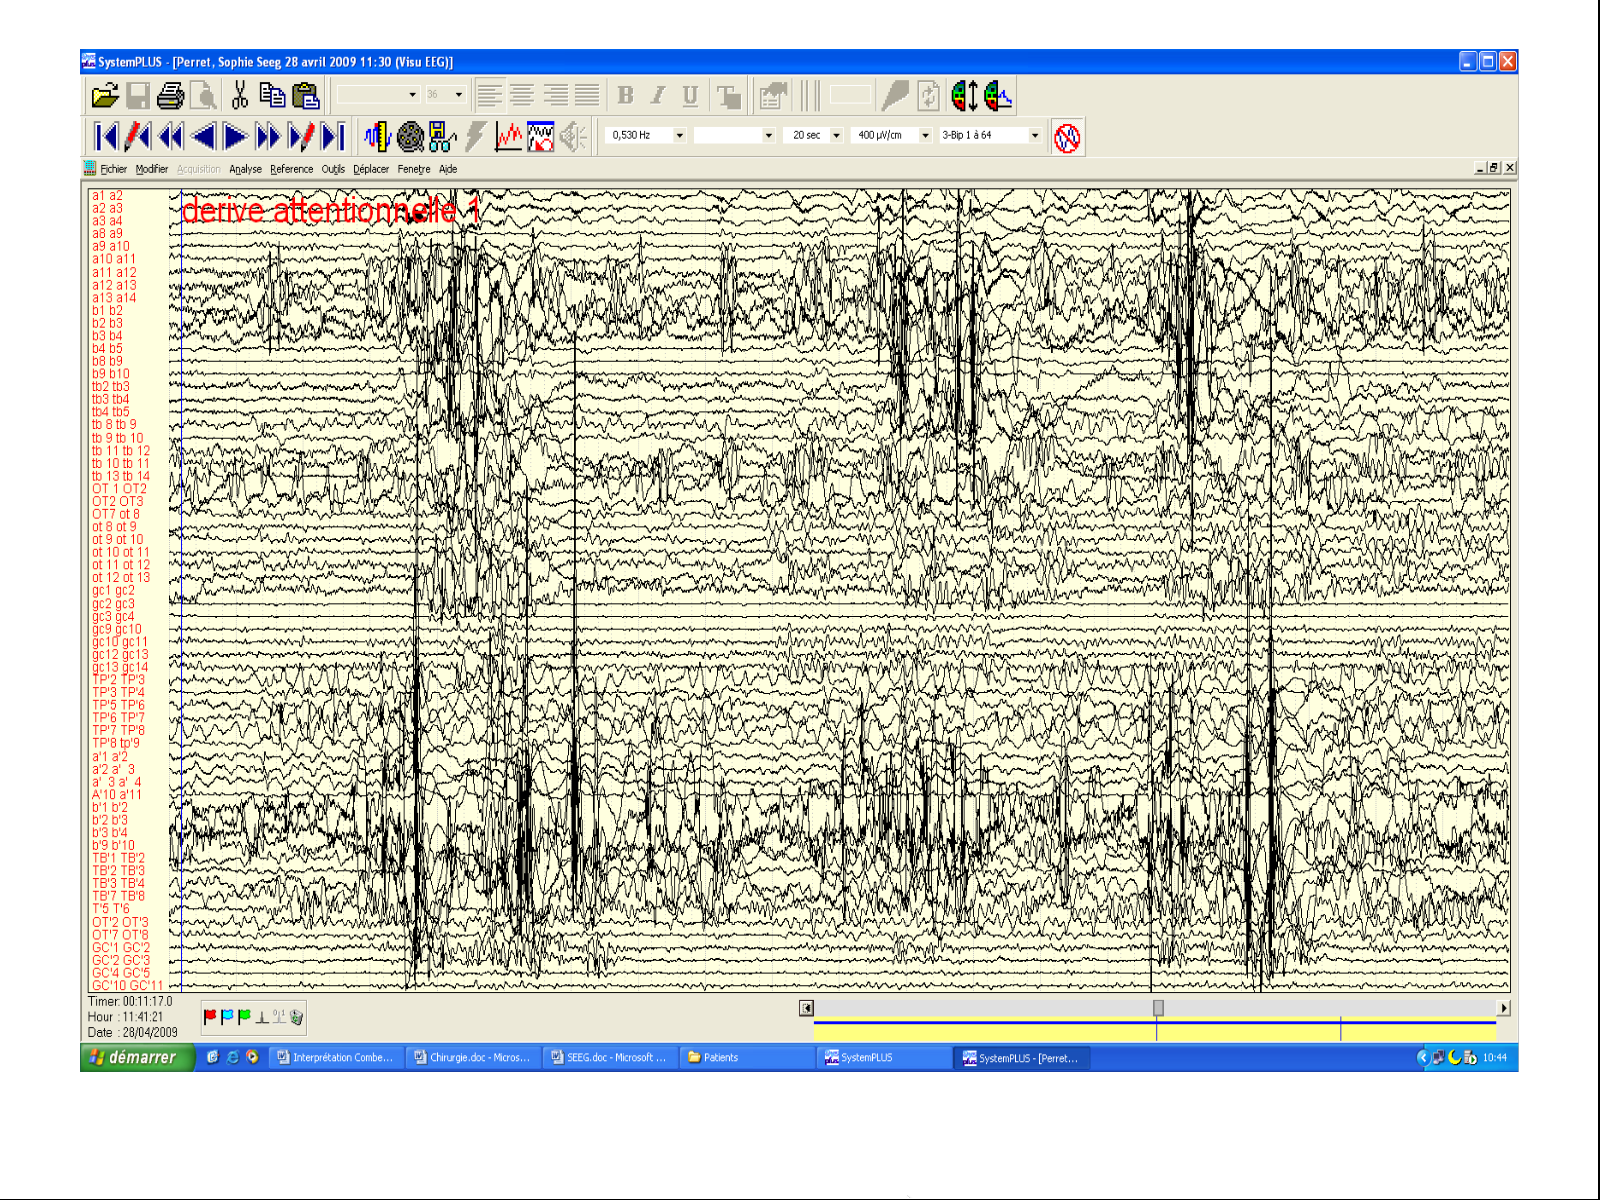 SystemPLUS - [Perret, Sophie Seeg 28 avril 2009 11:30 (Visu EEG)]
36
B I U
0,530 Hz 20 sec 400 µV/cm 3-Bip 1 à 64
Fichier Modifier Acquisition Analyse Reference Outils Déplacer Fenetre Aide
derive attentionnelle 1
a1 a2
a2 a3
a3 a4
a8 a9
a9 a10
a10 a11
a11 a12
a12 a13
a13 a14
b1 b2
b2 b3
b3 b4
b4 b5
b8 b9
b9 b10
tb2 tb3
tb3 tb4
tb4 tb5
tb 8 tb 9
tb 9 tb 10
tb 11 tb 12
tb 10 tb 11
tb 13 tb 14
OT 1 OT2
OT2 OT3
OT7 ot 8
ot 8 ot 9
ot 9 ot 10
ot 10 ot 11
ot 11 ot 12
ot 12 ot 13
gc1 gc2
gc2 gc3
gc3 gc4
gc9 gc10
gc10 gc11
gc12 gc13
gc13 gc14
TP'2 TP'3
TP'3 TP'4
TP'5 TP'6
TP'6 TP'7
TP'7 TP'8
TP'8 tp'9
a'1 a'2
a'2 a' 3
a' 3 a' 4
A'10 a'11
b'1 b'2
b'2 b'3
b'3 b'4
b'9 b'10
TB'1 TB'2
TB'2 TB'3
TB'3 TB'4
TB'7 TB'8
T'5 T'6
OT'2 OT'3
OT'7 OT'8
GC'1 GC'2
GC'2 GC'3
GC'4 GC'5
GC'10 GC'11
Timer: 00:11:17.0
Hour : 11:41:21
Date : 28/04/2009
démarrer Interprétation Combe... Chirurgie.doc - Micros... SEEG.doc - Microsoft ... Patients SystemPLUS SystemPLUS - [Perret... 10:44